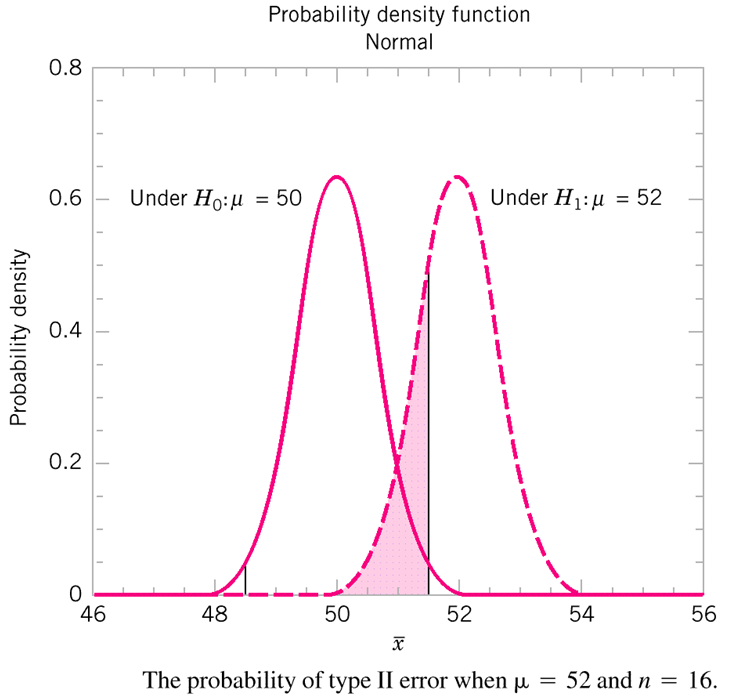 Probability density function
Normal
0.8
Under H₀:μ = 50
Under H₁:μ = 52
0.6
Probability density
0.4
0.2
0
46
48
50
52
54
56
x̅
The probability of type II error when μ = 52 and n = 16.